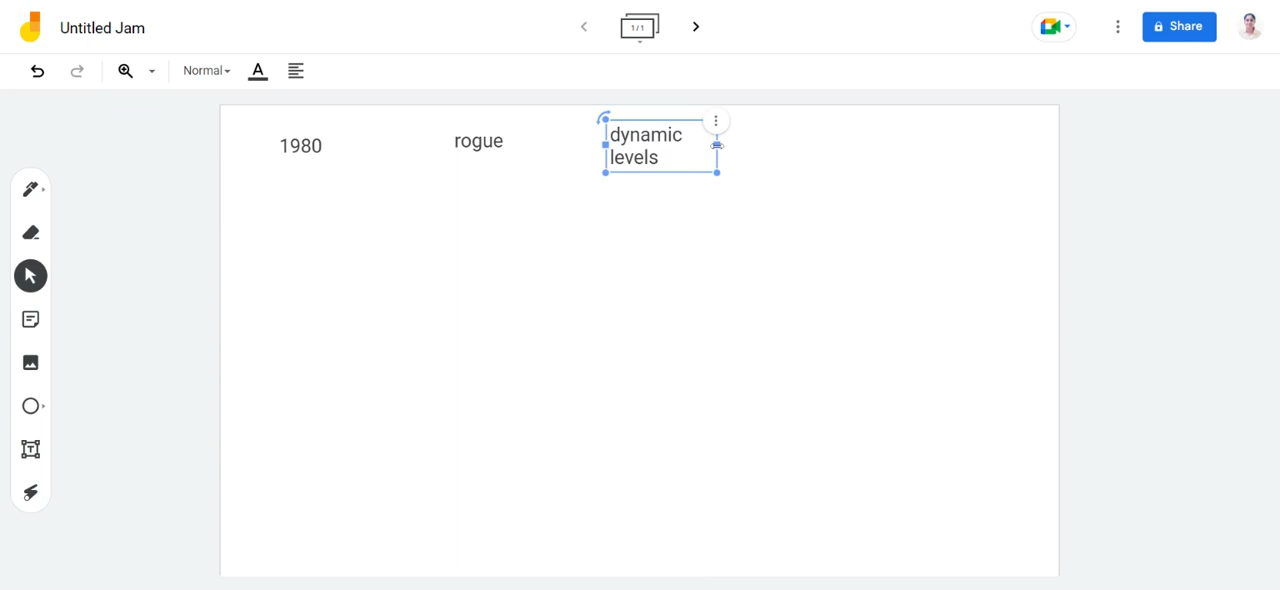 Untitled Jam
1/1
Share
Normal
A
1980
rogue
dynamic
levels
T